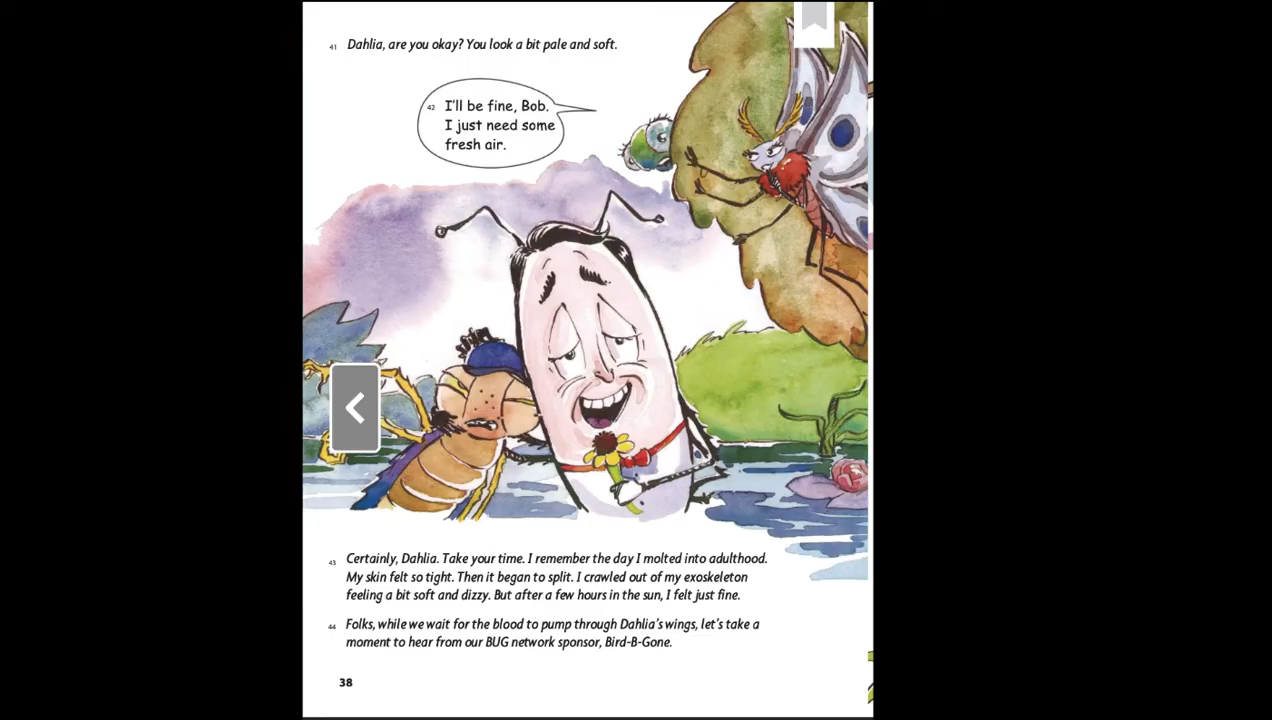 41 Dahlia, are you okay? You look a bit pale and soft.
42 I'll be fine, Bob.
I just need some
fresh air.
43 Certainly, Dahlia. Take your time. I remember the day I molted into adulthood.
My skin felt so tight. Then it began to split. I crawled out of my exoskeleton
feeling a bit soft and dizzy. But after a few hours in the sun, I felt just fine.
44 Folks, while we wait for the blood to pump through Dahlia's wings, let's take a
moment to hear from our BUG network sponsor, Bird-B-Gone.
38